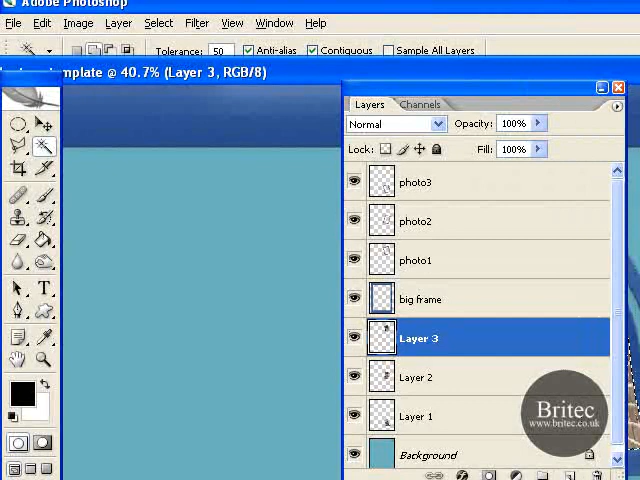 Adobe Photoshop
File Edit Image Layer Select Filter View Window Help
Tolerance: 50 Anti-alias Contiguous Sample All Layers
mplate @ 40.7% (Layer 3, RGB/8)
Layers Channels
Normal Opacity: 100%
Lock: Fill: 100%
photo3
photo2
photo1
big frame
Layer 3
Layer 2
Layer 1
Background
T
Britec
www.britec.co.uk